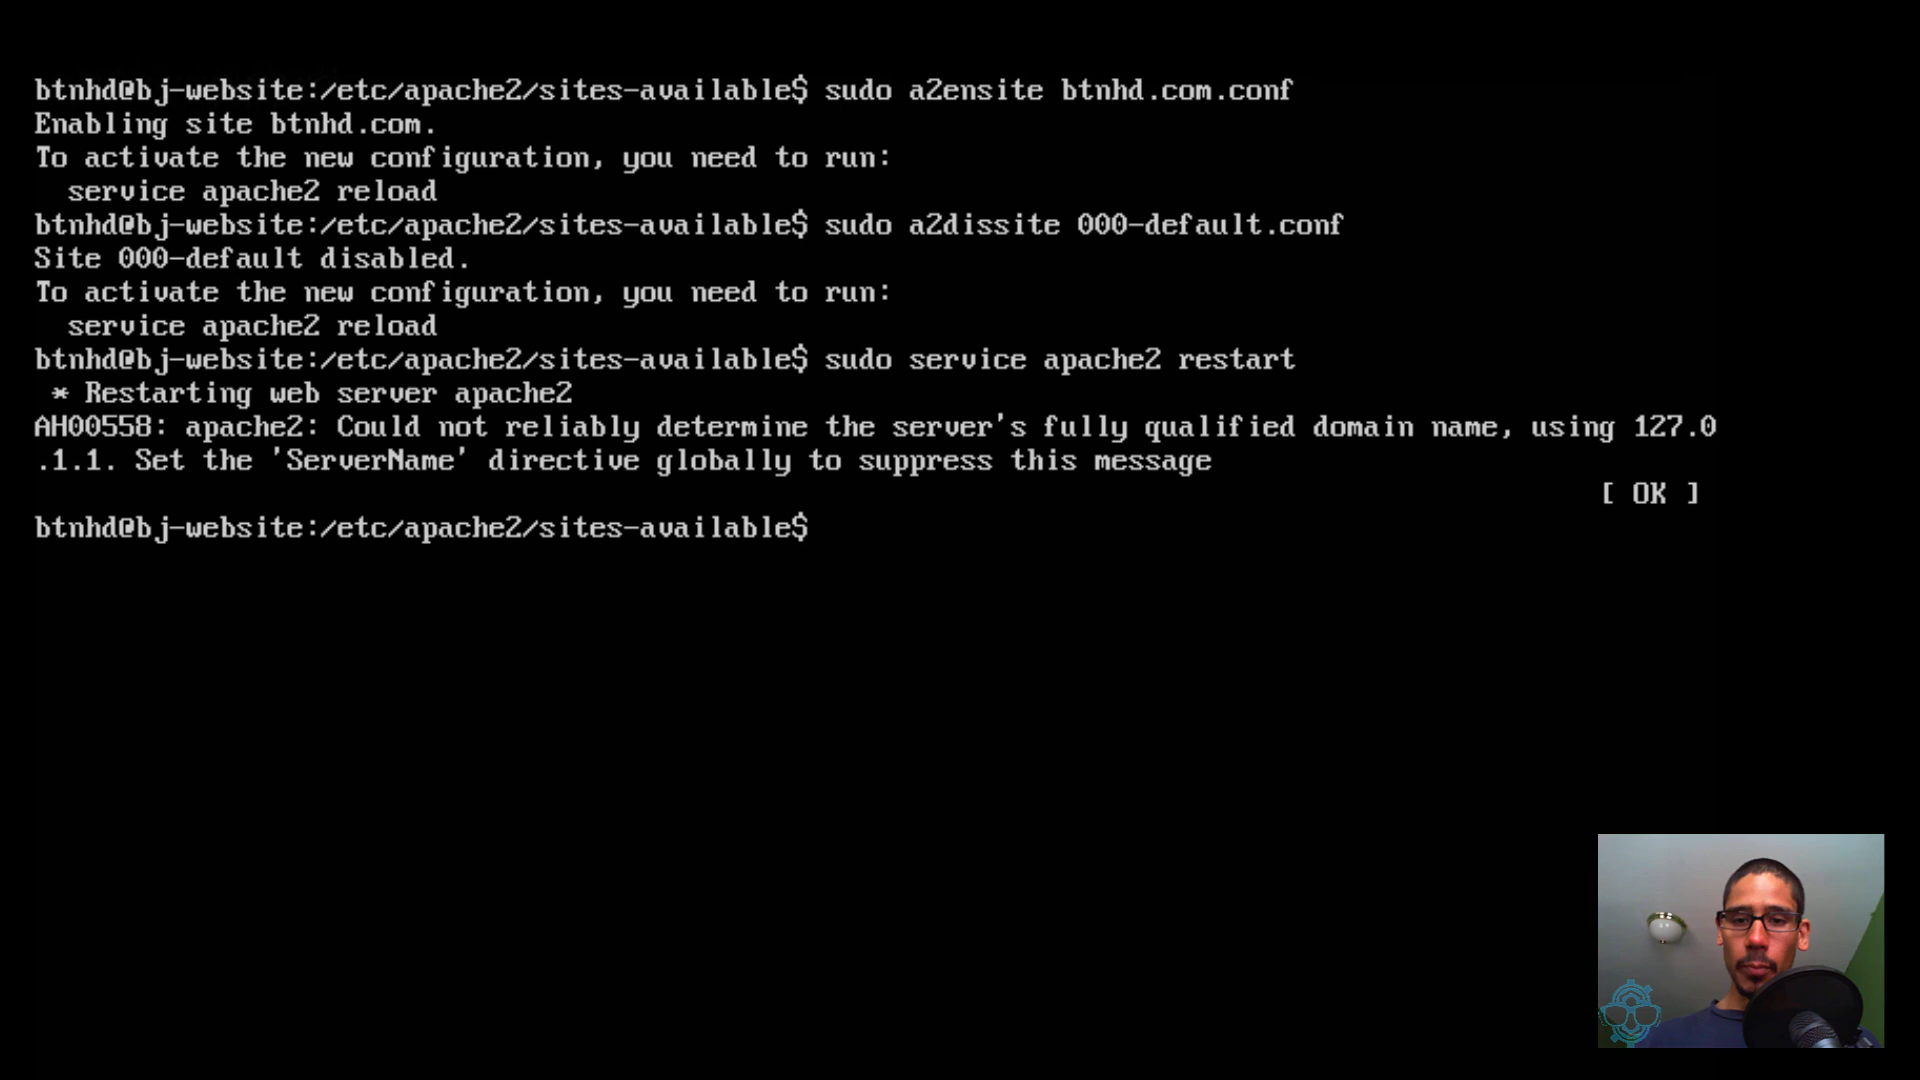 btnhd@bj-website:/etc/apache2/sites-available$ sudo a2ensite btnhd.com.conf
Enabling site btnhd.com.
To activate the new configuration, you need to run:
  service apache2 reload
btnhd@bj-website:/etc/apache2/sites-available$ sudo a2dissite 000-default.conf
Site 000-default disabled.
To activate the new configuration, you need to run:
  service apache2 reload
btnhd@bj-website:/etc/apache2/sites-available$ sudo service apache2 restart
 * Restarting web server apache2
AH00558: apache2: Could not reliably determine the server's fully qualified domain name, using 127.0
.1.1. Set the 'ServerName' directive globally to suppress this message
[ OK ]
btnhd@bj-website:/etc/apache2/sites-available$